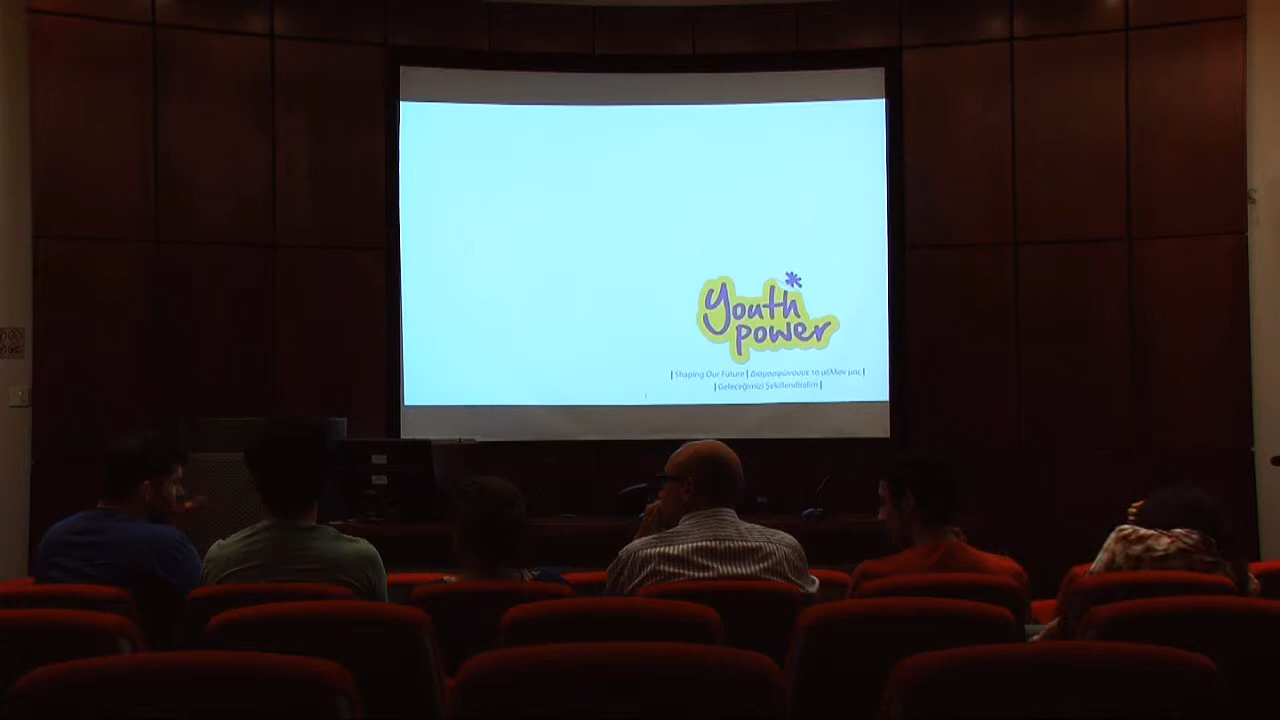 Youth
power
| Shaping Our Future | Διαμορφώνουμε το μέλλον μας |
| Geleceğimizi Şekillendirelim |